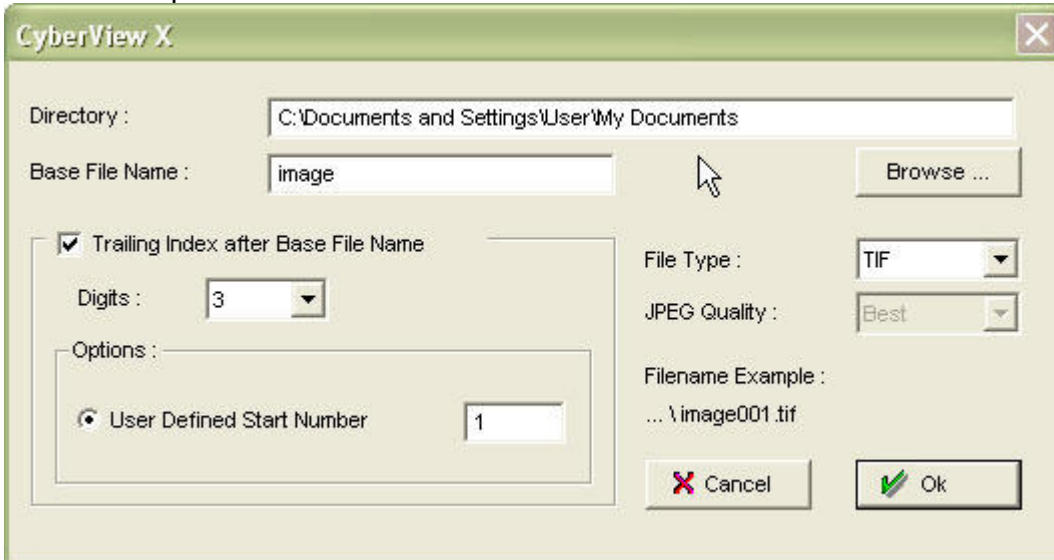 CyberView X
Directory :
C:\Documents and Settings\User\My Documents
Base File Name :
image
Browse ...
Trailing Index after Base File Name
Digits :
3
Options :
User Defined Start Number
1
File Type :
TIF
JPEG Quality :
Best
Filename Example :
... \image001.tif
Cancel
Ok